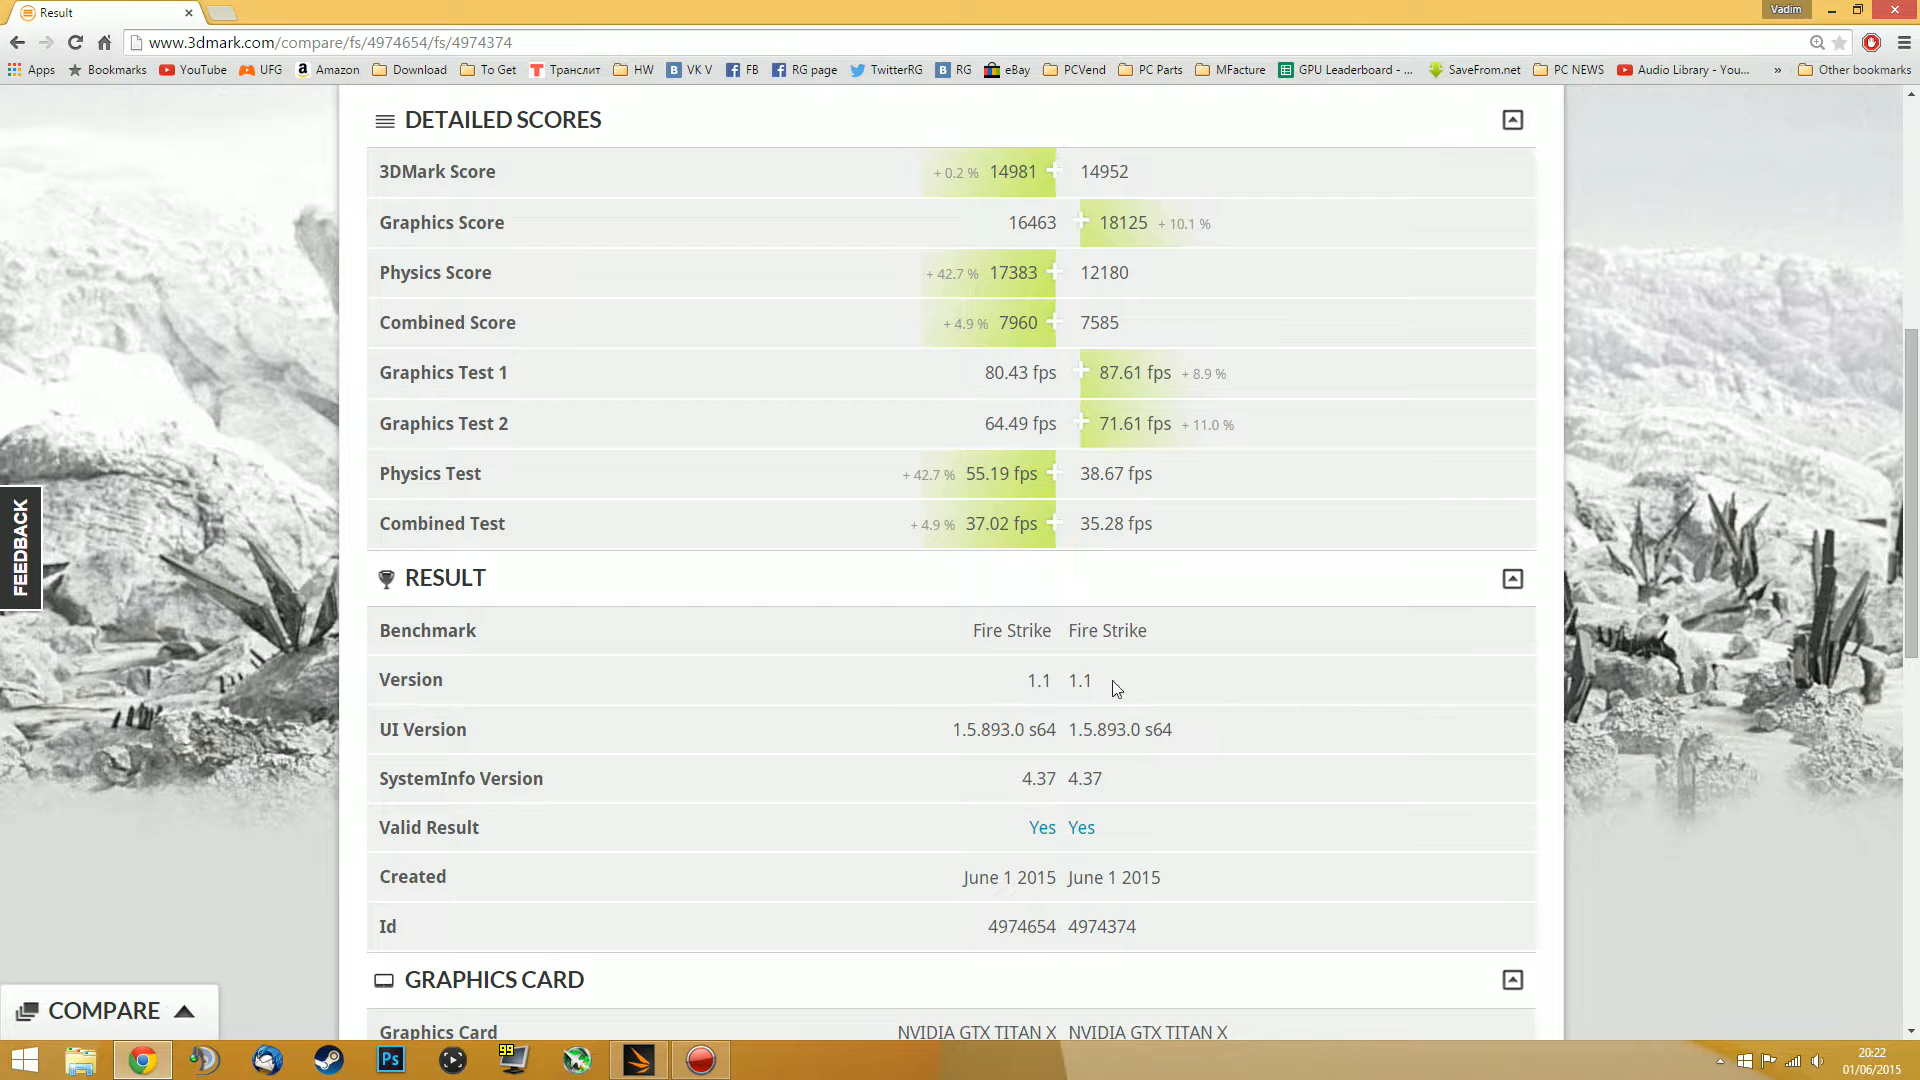 Result
Vadim
www.3dmark.com/compare/fs/4974654/fs/4974374
Apps Bookmarks YouTube UFG Amazon Download To Get Транслит HW VK V FB RG page TwitterRG RG eBay PCVend PC Parts MFacture GPU Leaderboard - ... SaveFrom.net PC NEWS Audio Library - You... » Other bookmarks
DETAILED SCORES
3DMark Score + 0.2 % 14981 14952
Graphics Score 16463 18125 + 10.1 %
Physics Score + 42.7 % 17383 12180
Combined Score + 4.9 % 7960 7585
Graphics Test 1 80.43 fps 87.61 fps + 8.9 %
Graphics Test 2 64.49 fps 71.61 fps + 11.0 %
Physics Test + 42.7 % 55.19 fps 38.67 fps
Combined Test + 4.9 % 37.02 fps 35.28 fps
FEEDBACK
RESULT
Benchmark Fire Strike Fire Strike
Version 1.1 1.1
UI Version 1.5.893.0 s64 1.5.893.0 s64
SystemInfo Version 4.37 4.37
Valid Result Yes Yes
Created June 1 2015 June 1 2015
Id 4974654 4974374
GRAPHICS CARD
COMPARE
Graphics Card NVIDIA GTX TITAN X NVIDIA GTX TITAN X
Ps
99
20:22
01/06/2015